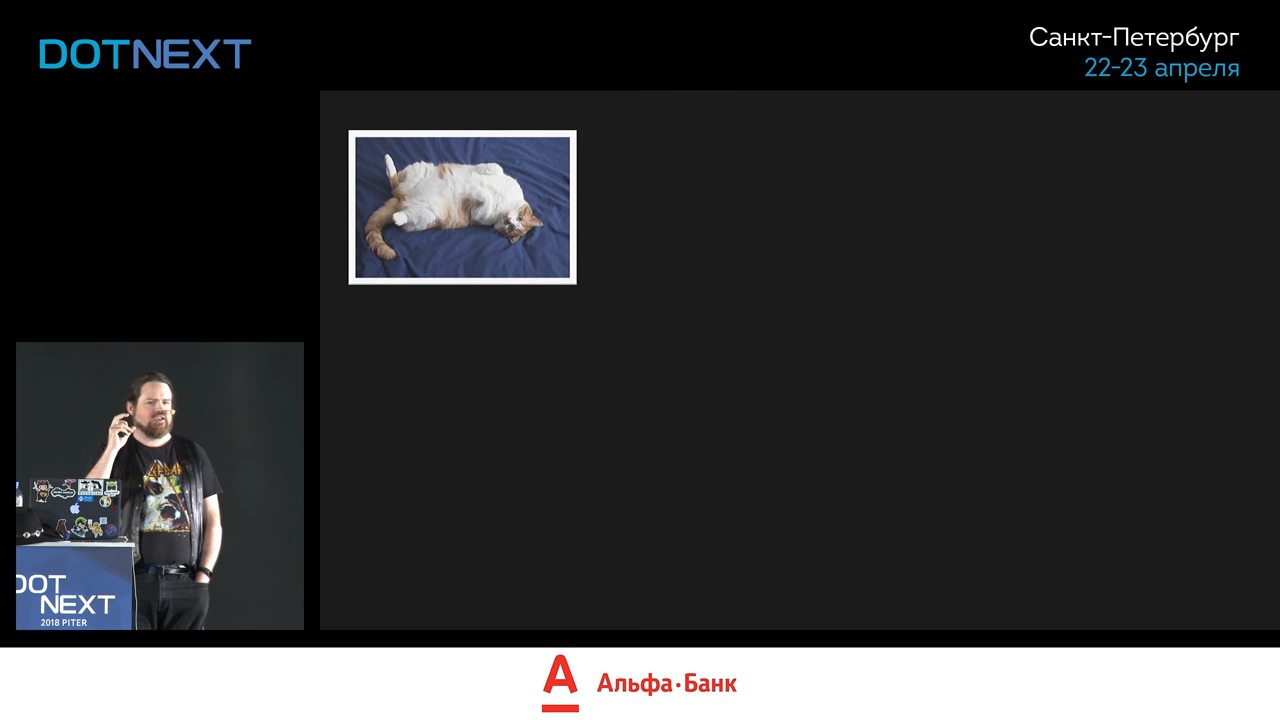 DOTNEXT
Санкт-Петербург
22-23 апреля
DOT
NEXT
2018 PITER
А
Альфа·Банк